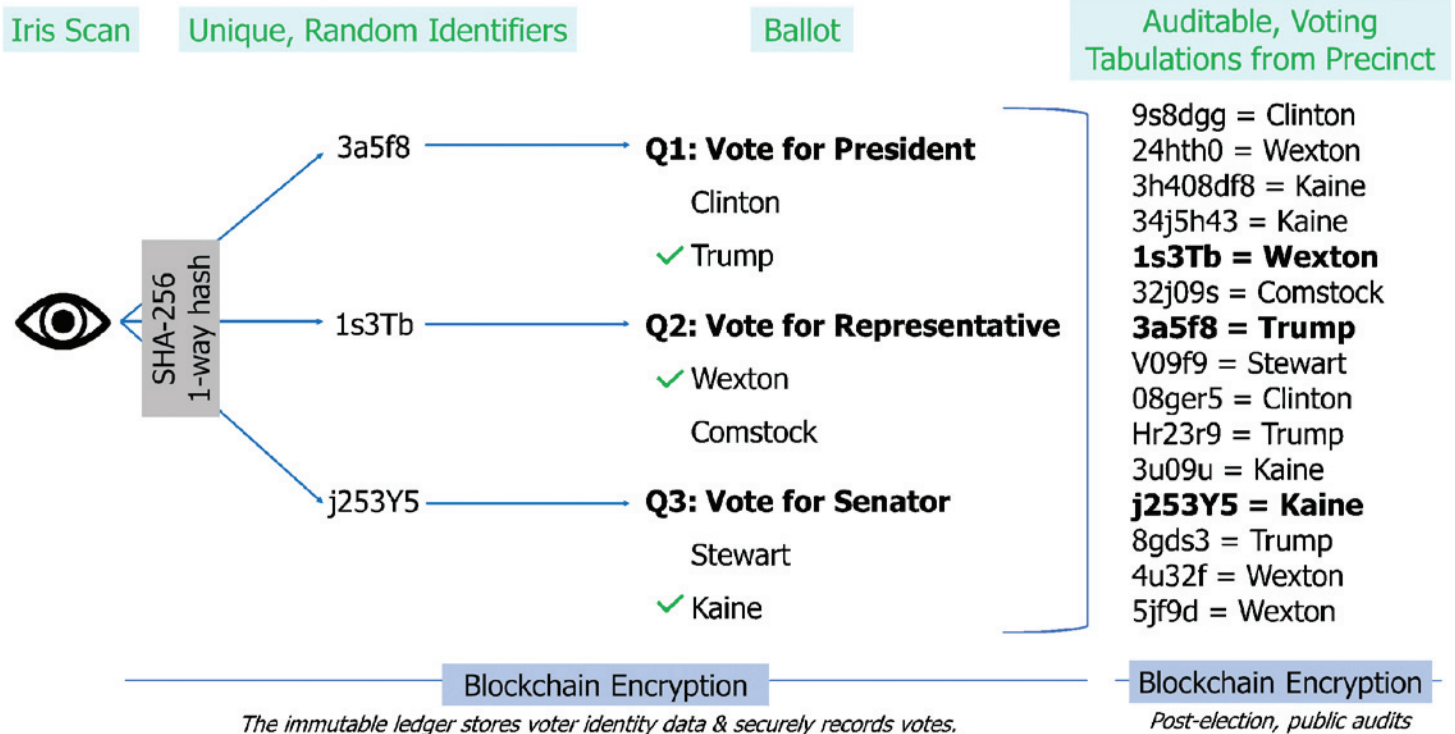 Iris Scan
Unique, Random Identifiers
Ballot
Auditable, Voting
Tabulations from Precinct
SHA-256
1-way hash
3a5f8
1s3Tb
j253Y5
Q1: Vote for President
Clinton
Trump
Q2: Vote for Representative
Wexton
Comstock
Q3: Vote for Senator
Stewart
Kaine
9s8dgg = Clinton
24hth0 = Wexton
3h408df8 = Kaine
34j5h43 = Kaine
1s3Tb = Wexton
32j09s = Comstock
3a5f8 = Trump
V09f9 = Stewart
08ger5 = Clinton
Hr23r9 = Trump
3u09u = Kaine
j253Y5 = Kaine
8gds3 = Trump
4u32f = Wexton
5jf9d = Wexton
Blockchain Encryption
The immutable ledger stores voter identity data & securely records votes.
Blockchain Encryption
Post-election, public audits